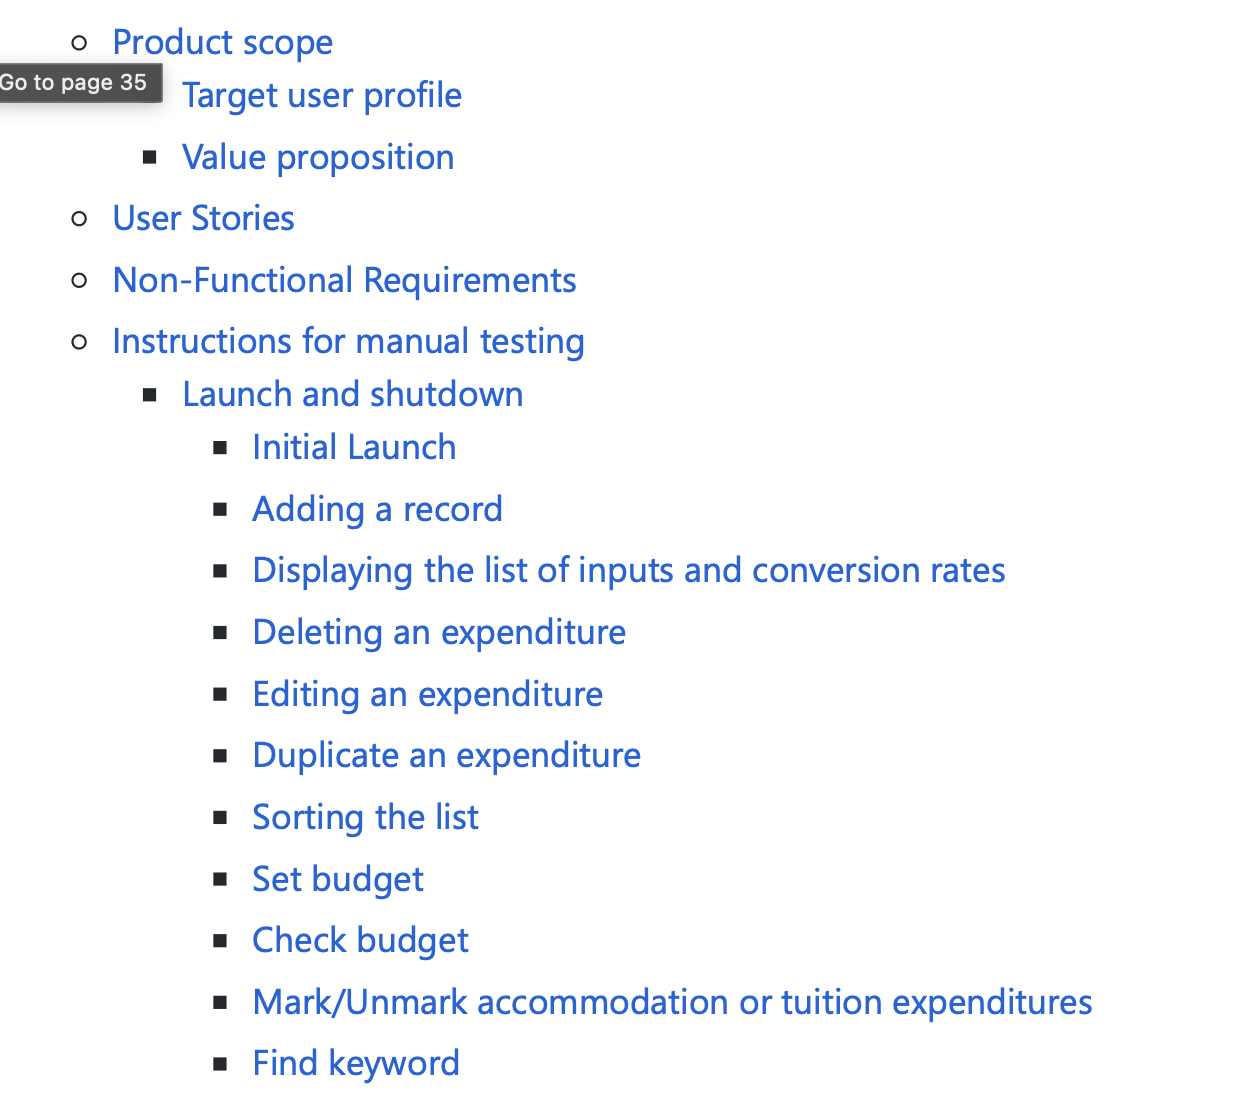 Product scope
Go to page 35
Target user profile
Value proposition
User Stories
Non-Functional Requirements
Instructions for manual testing
Launch and shutdown
Initial Launch
Adding a record
Displaying the list of inputs and conversion rates
Deleting an expenditure
Editing an expenditure
Duplicate an expenditure
Sorting the list
Set budget
Check budget
Mark/Unmark accommodation or tuition expenditures
Find keyword